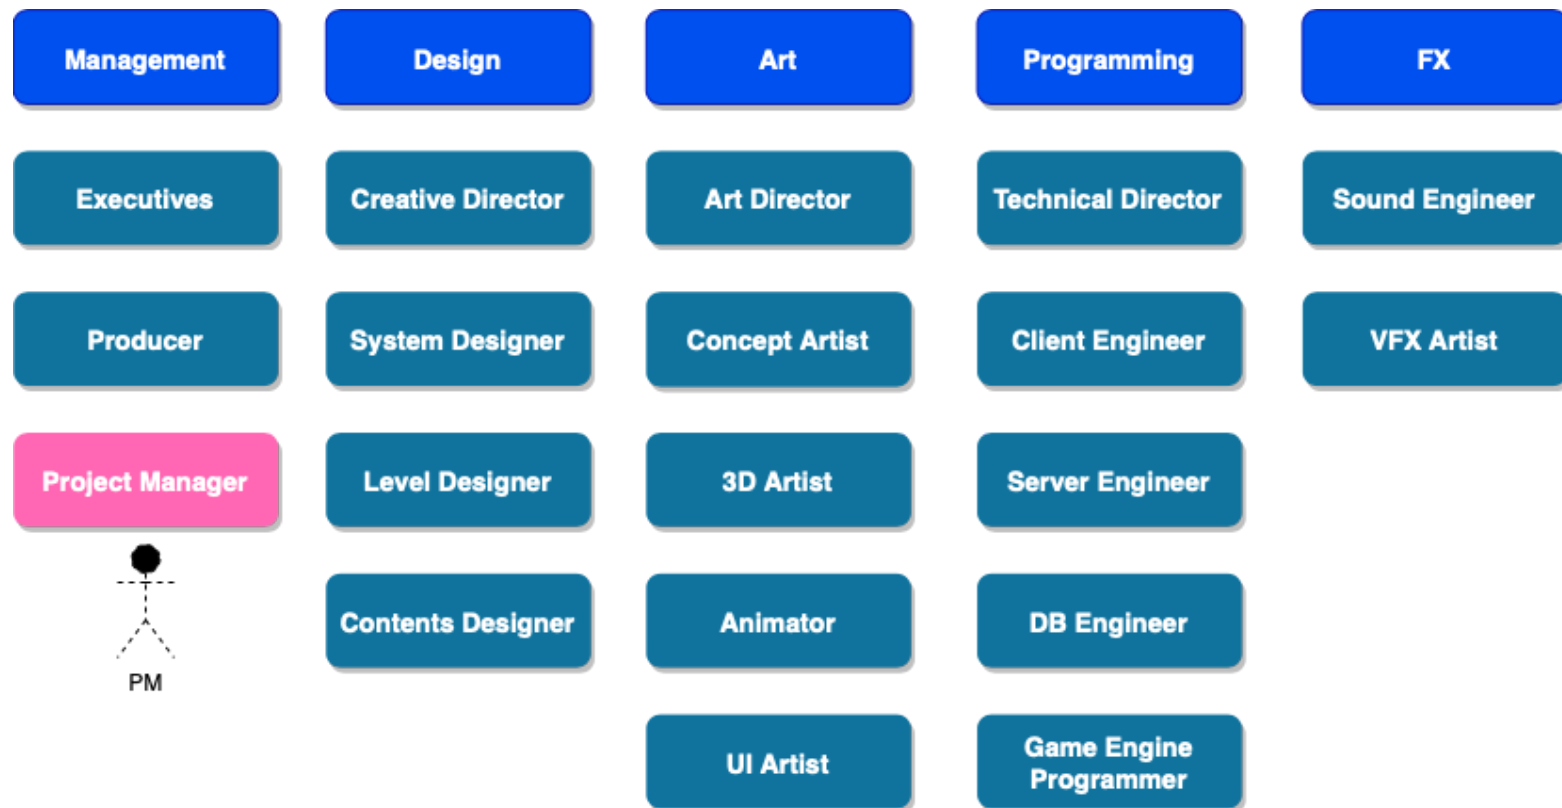 Management
Design
Art
Programming
FX
Executives
Creative Director
Art Director
Technical Director
Sound Engineer
Producer
System Designer
Concept Artist
Client Engineer
VFX Artist
Project Manager
Level Designer
3D Artist
Server Engineer
PM
Contents Designer
Animator
DB Engineer
UI Artist
Game Engine
Programmer